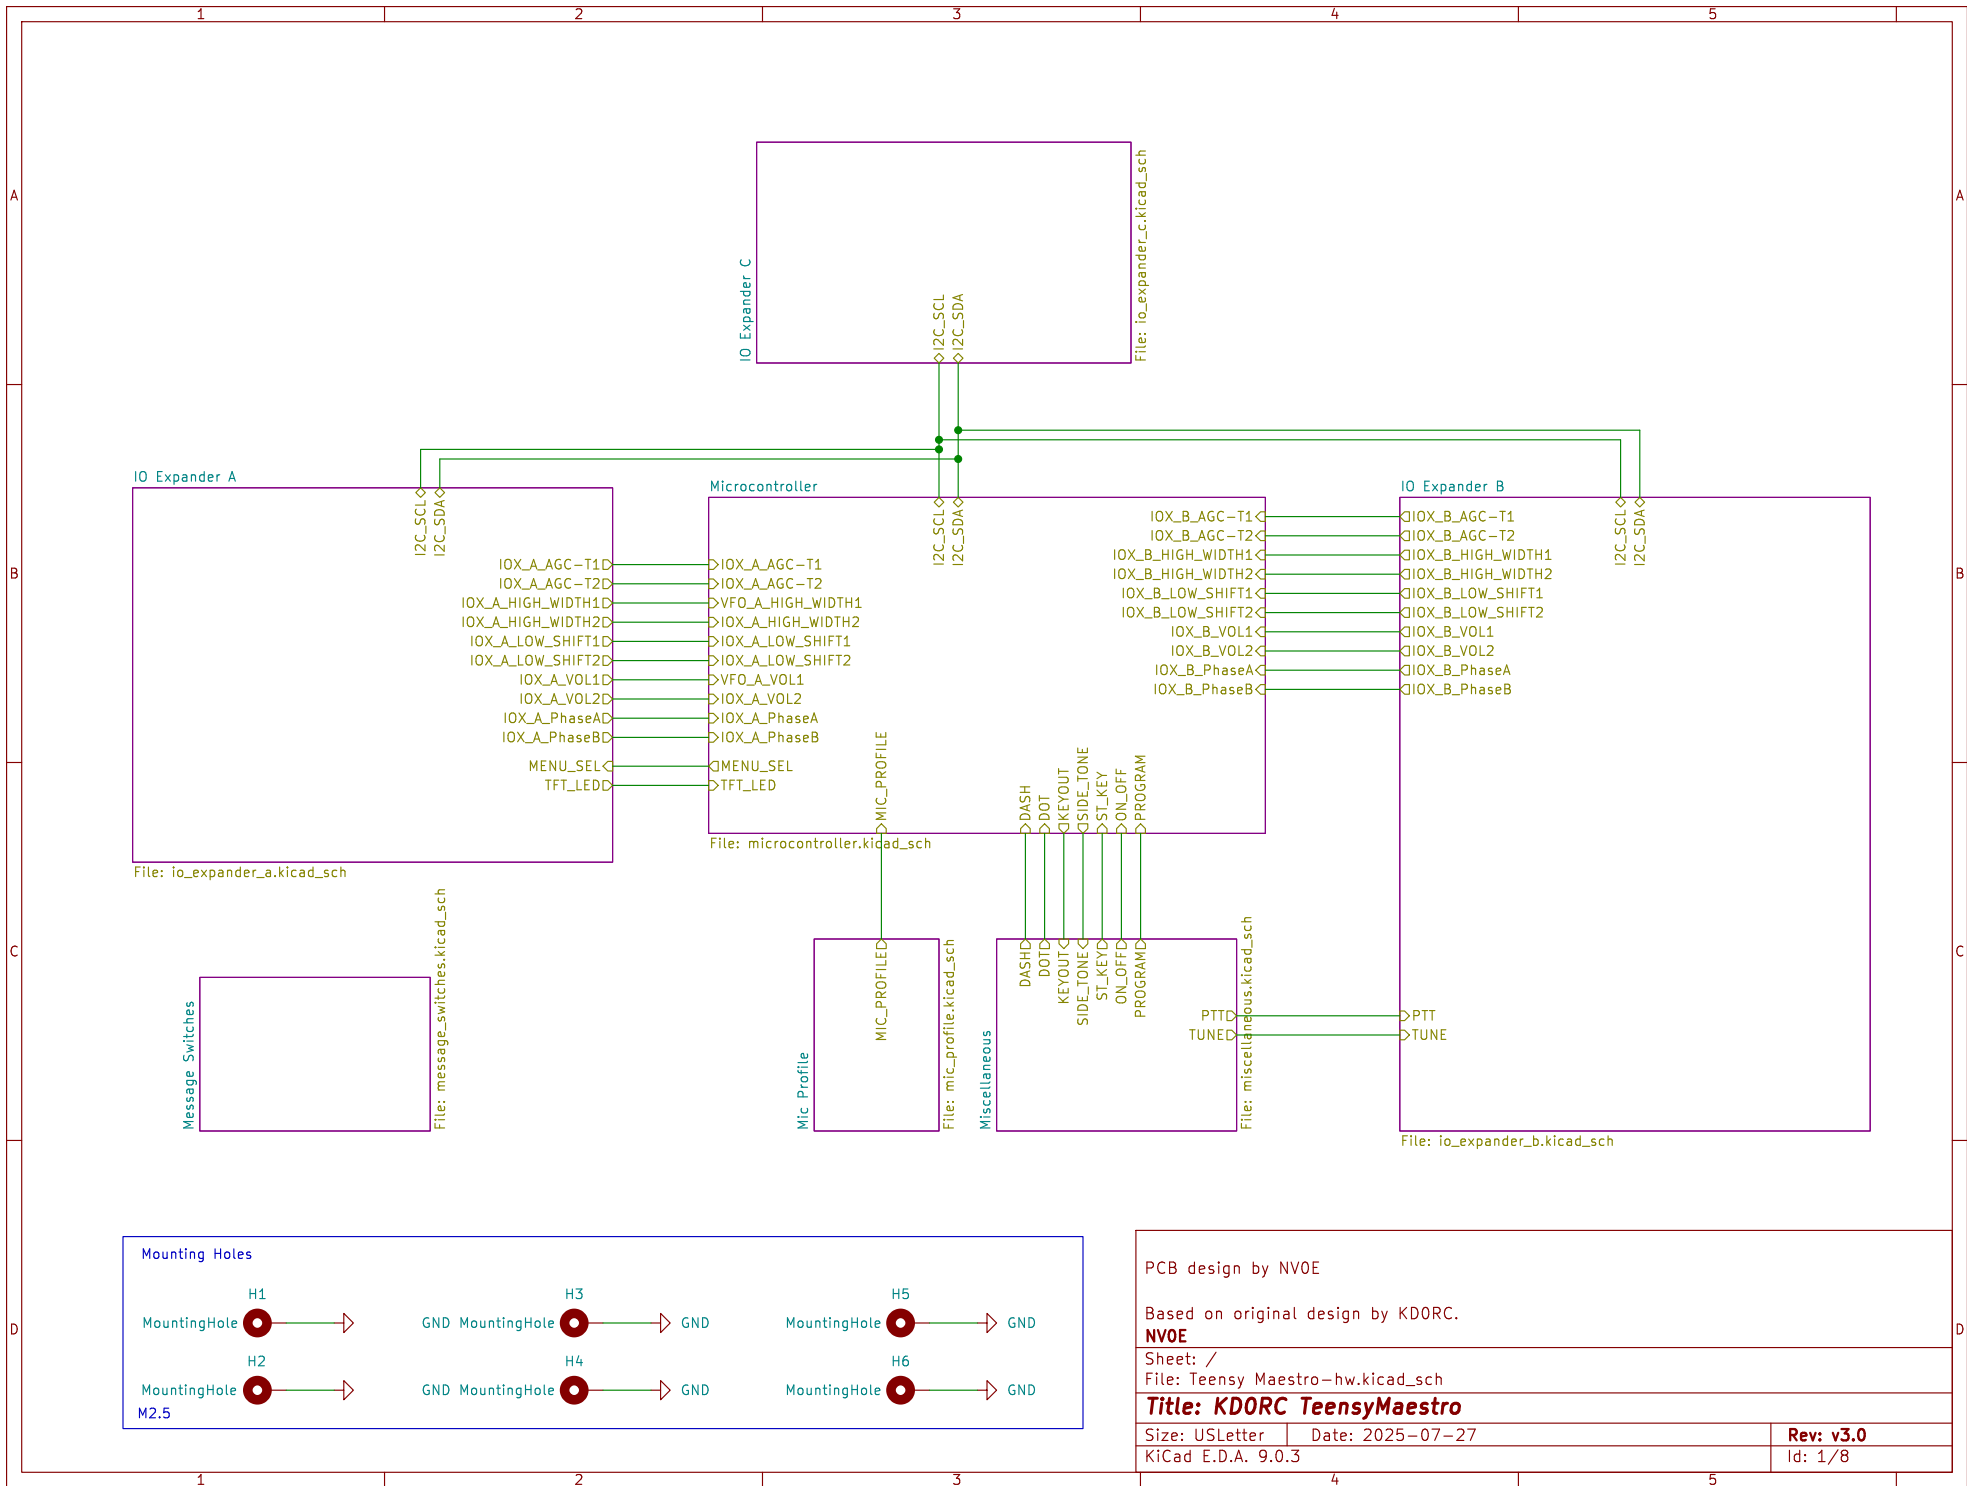 1 2 3 4 5
A A
File: io_expander_c.kicad_sch
IO Expander C
I2C_SCL
I2C_SDA
IO Expander A
I2C_SCL
I2C_SDA
IOX_A_AGC-T1
IOX_A_AGC-T2
IOX_A_HIGH_WIDTH1
IOX_A_HIGH_WIDTH2
IOX_A_LOW_SHIFT1
IOX_A_LOW_SHIFT2
IOX_A_VOL1
IOX_A_VOL2
IOX_A_PhaseA
IOX_A_PhaseB
MENU_SEL
TFT_LED
File: io_expander_a.kicad_sch
Microcontroller
I2C_SCL
I2C_SDA
IOX_A_AGC-T1
IOX_A_AGC-T2
VFO_A_HIGH_WIDTH1
IOX_A_HIGH_WIDTH2
IOX_A_LOW_SHIFT1
IOX_A_LOW_SHIFT2
VFO_A_VOL1
IOX_A_VOL2
IOX_A_PhaseA
IOX_A_PhaseB
MENU_SEL
TFT_LED
IOX_B_AGC-T1
IOX_B_AGC-T2
IOX_B_HIGH_WIDTH1
IOX_B_HIGH_WIDTH2
IOX_B_LOW_SHIFT1
IOX_B_LOW_SHIFT2
IOX_B_VOL1
IOX_B_VOL2
IOX_B_PhaseA
IOX_B_PhaseB
MIC_PROFILE
DASH
DOT
KEYOUT
SIDE_TONE
ST_KEY
ON_OFF
PROGRAM
File: microcontroller.kicad_sch
IO Expander B
I2C_SCL
I2C_SDA
IOX_B_AGC-T1
IOX_B_AGC-T2
IOX_B_HIGH_WIDTH1
IOX_B_HIGH_WIDTH2
IOX_B_LOW_SHIFT1
IOX_B_LOW_SHIFT2
IOX_B_VOL1
IOX_B_VOL2
IOX_B_PhaseA
IOX_B_PhaseB
PTT
TUNE
File: io_expander_b.kicad_sch
B B
C C
Message Switches
File: message_switches.kicad_sch
Mic Profile
MIC_PROFILE
File: mic_profile.kicad_sch
Miscellaneous
DASH
DOT
KEYOUT
SIDE_TONE
ST_KEY
ON_OFF
PROGRAM
PTT
TUNE
File: miscellaneous.kicad_sch
Mounting Holes
H1 H3 H5
MountingHole GND MountingHole GND MountingHole GND
H2 H4 H6
MountingHole GND MountingHole GND MountingHole GND
M2.5
D D
PCB design by NV0E
Based on original design by KD0RC.
NV0E
Sheet: /
File: Teensy Maestro-hw.kicad_sch
Title: KD0RC TeensyMaestro
Size: USLetter Date: 2025-07-27 Rev: v3.0
KiCad E.D.A. 9.0.3 Id: 1/8
1 2 3 4 5